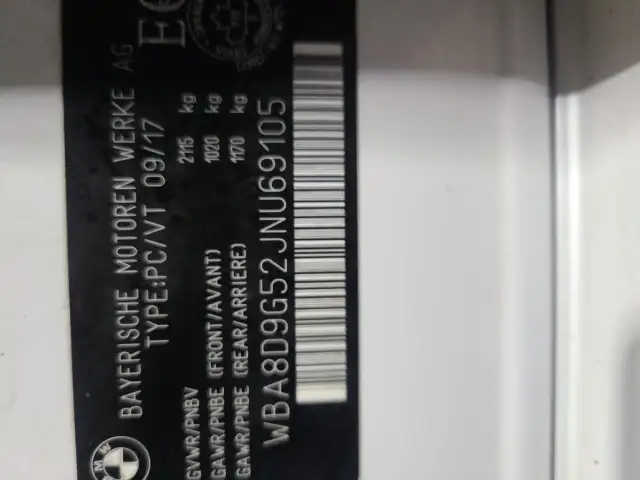 BMW
BAYERISCHE MOTOREN WERKE AG
TYPE:PC/VT 09/17
GVWR/PNBV 2115 kg
GAWR/PNBE (FRONT/AVANT) 1020 kg
GAWR/PNBE (REAR/ARRIERE) 1170 kg
WBA8D9G52JNU69105